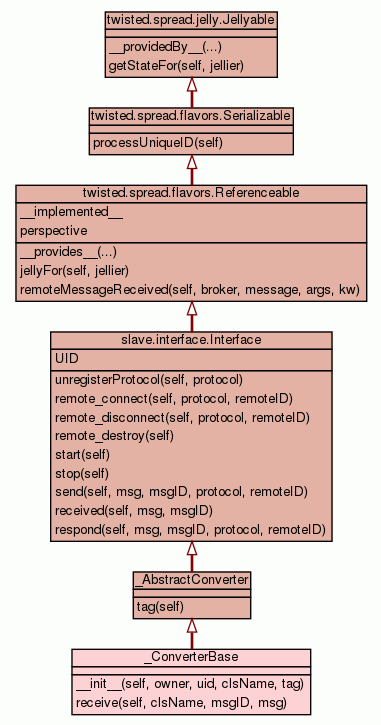 twisted.spread.jelly.Jellyable
__providedBy__(...)
getStateFor(self, jellier)
twisted.spread.flavors.Serializable
processUniqueID(self)
twisted.spread.flavors.Referenceable
__implemented__
perspective
__provides__(...)
jellyFor(self, jellier)
remoteMessageReceived(self, broker, message, args, kw)
slave.interface.Interface
UID
unregisterProtocol(self, protocol)
remote_connect(self, protocol, remoteID)
remote_disconnect(self, protocol, remoteID)
remote_destroy(self)
start(self)
stop(self)
send(self, msg, msgID, protocol, remoteID)
received(self, msg, msgID)
respond(self, msg, msgID, protocol, remoteID)
_AbstractConverter
tag(self)
_ConverterBase
__init__(self, owner, uid, clsName, tag)
receive(self, clsName, msgID, msg)